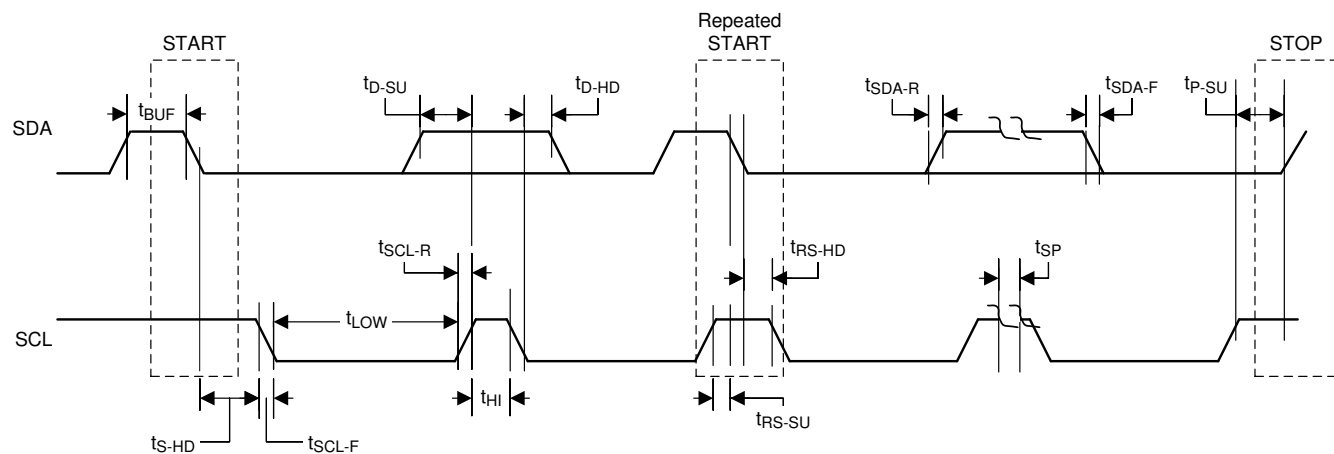 START
Repeated
START
STOP
tBUF
tD-SU
tD-HD
tSDA-R
tSDA-F
tP-SU
SDA
tSCL-R
tRS-HD
tSP
tLOW
SCL
tHI
tS-HD
tSCL-F
tRS-SU